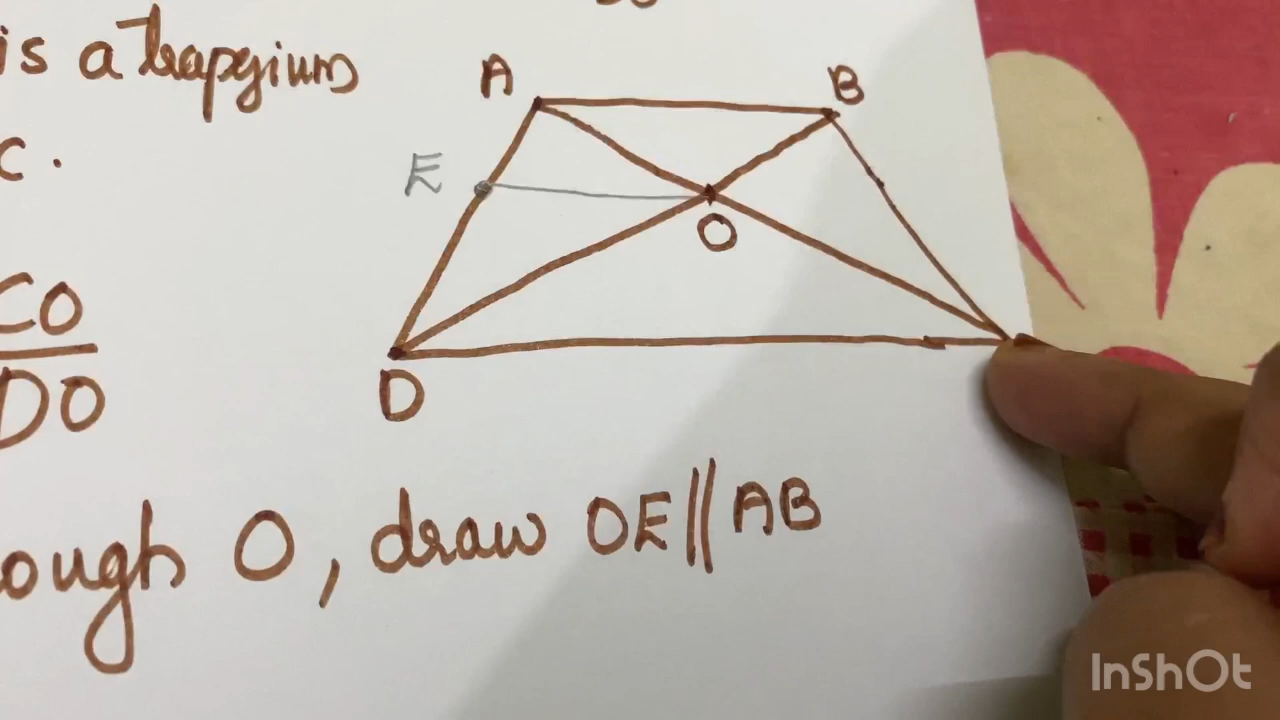 is a trapezium
A B
C.
E
O
CO
DO
D
ough O, draw OE || AB
InShOt